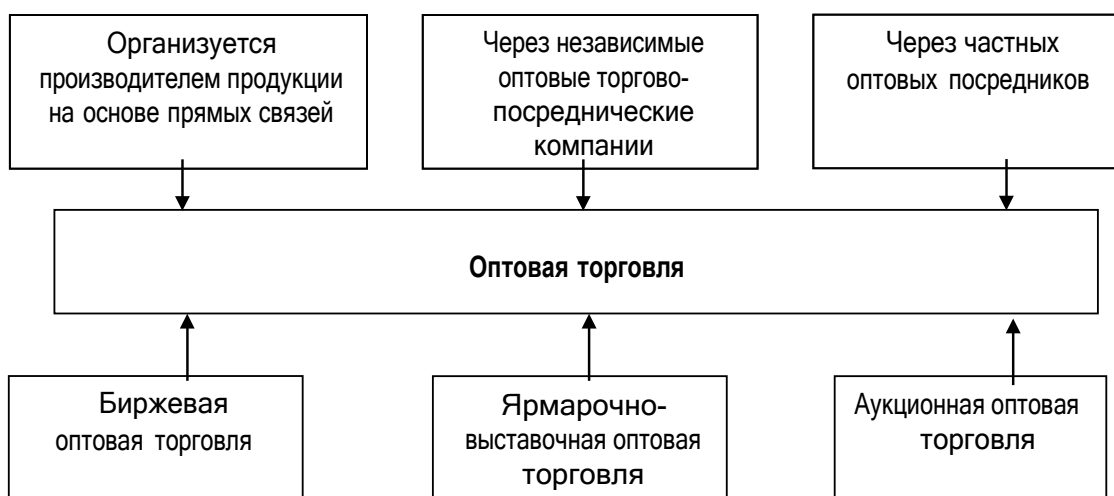 Организуется
производителем продукции
на основе прямых связей
Через независимые
оптовые торгово-
посреднические
компании
Через частных
оптовых посредников
Оптовая торговля
Биржевая
оптовая торговля
Ярмарочно-
выставочная оптовая
торговля
Аукционная оптовая
торговля